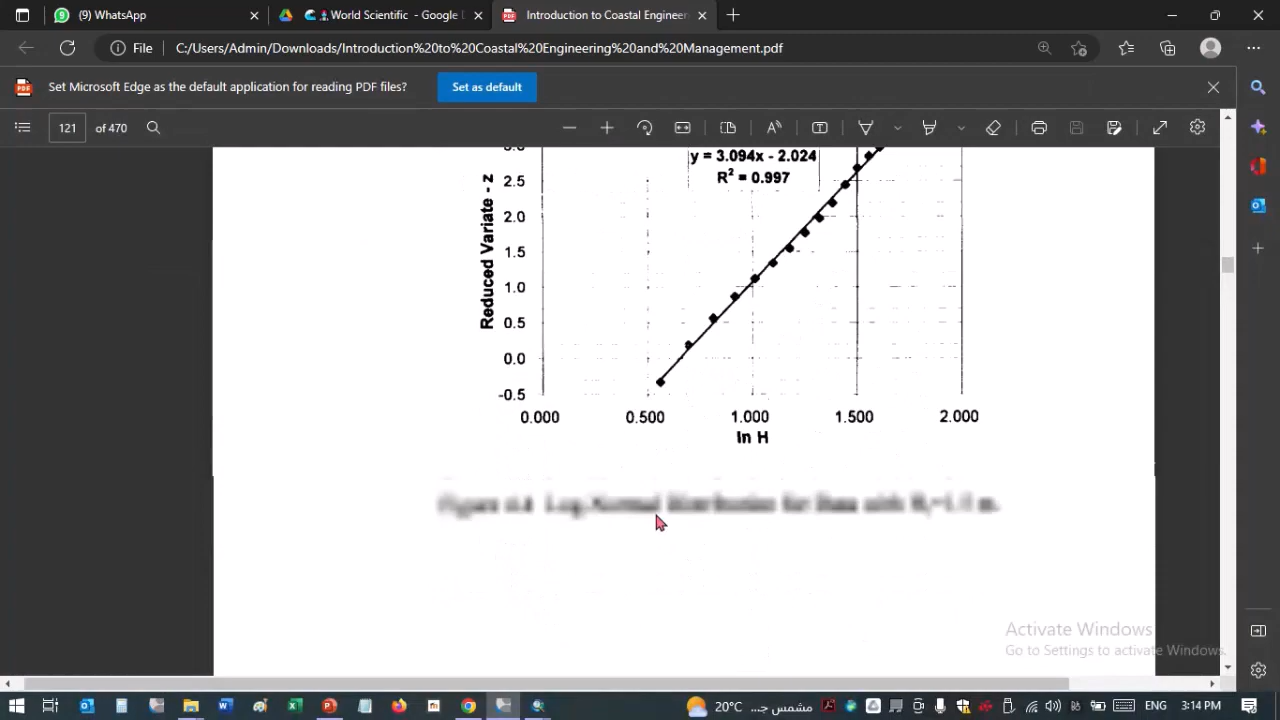 (9) WhatsApp
World Scientific - Google D
Introduction to Coastal Engineer
File
C:/Users/Admin/Downloads/Introduction%20to%20Coastal%20Engineering%20and%20Management.pdf
Set Microsoft Edge as the default application for reading PDF files?
Set as default
121 of 470
y = 3.094x - 2.024
R² = 0.997
Reduced Variate - z
3.0
2.5
2.0
1.5
1.0
0.5
0.0
-0.5
0.000 0.500 1.000 1.500 2.000
ln H
Activate Windows
Go to Settings to activate Windows.
20°C
ENG
3:14 PM